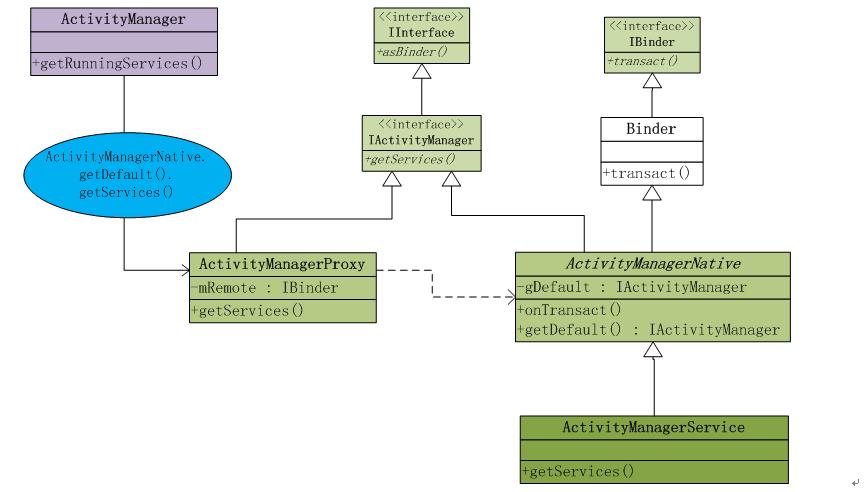 ActivityManager
+getRunningServices()
ActivityManagerNative.
getDefault().
getServices()
<<interface>>
IInterface
+asBinder()
<<interface>>
IActivityManager
+getServices()
<<interface>>
IBinder
+transact()
Binder
+transact()
ActivityManagerProxy
-mRemote : IBinder
+getServices()
ActivityManagerNative
-gDefault : IActivityManager
+onTransact()
+getDefault() : IActivityManager
ActivityManagerService
+getServices()